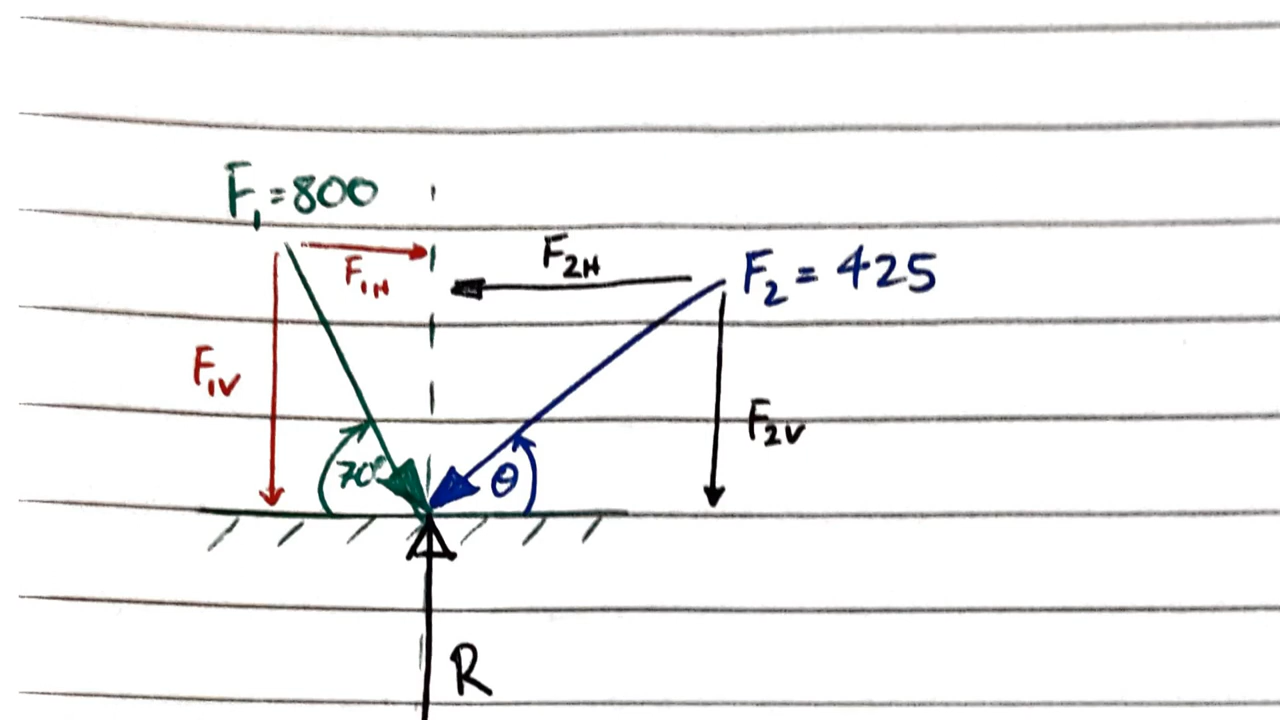 F₁=800
F₁H
F₂H
F₂ = 425
F₁V
F₂V
70°
θ
R